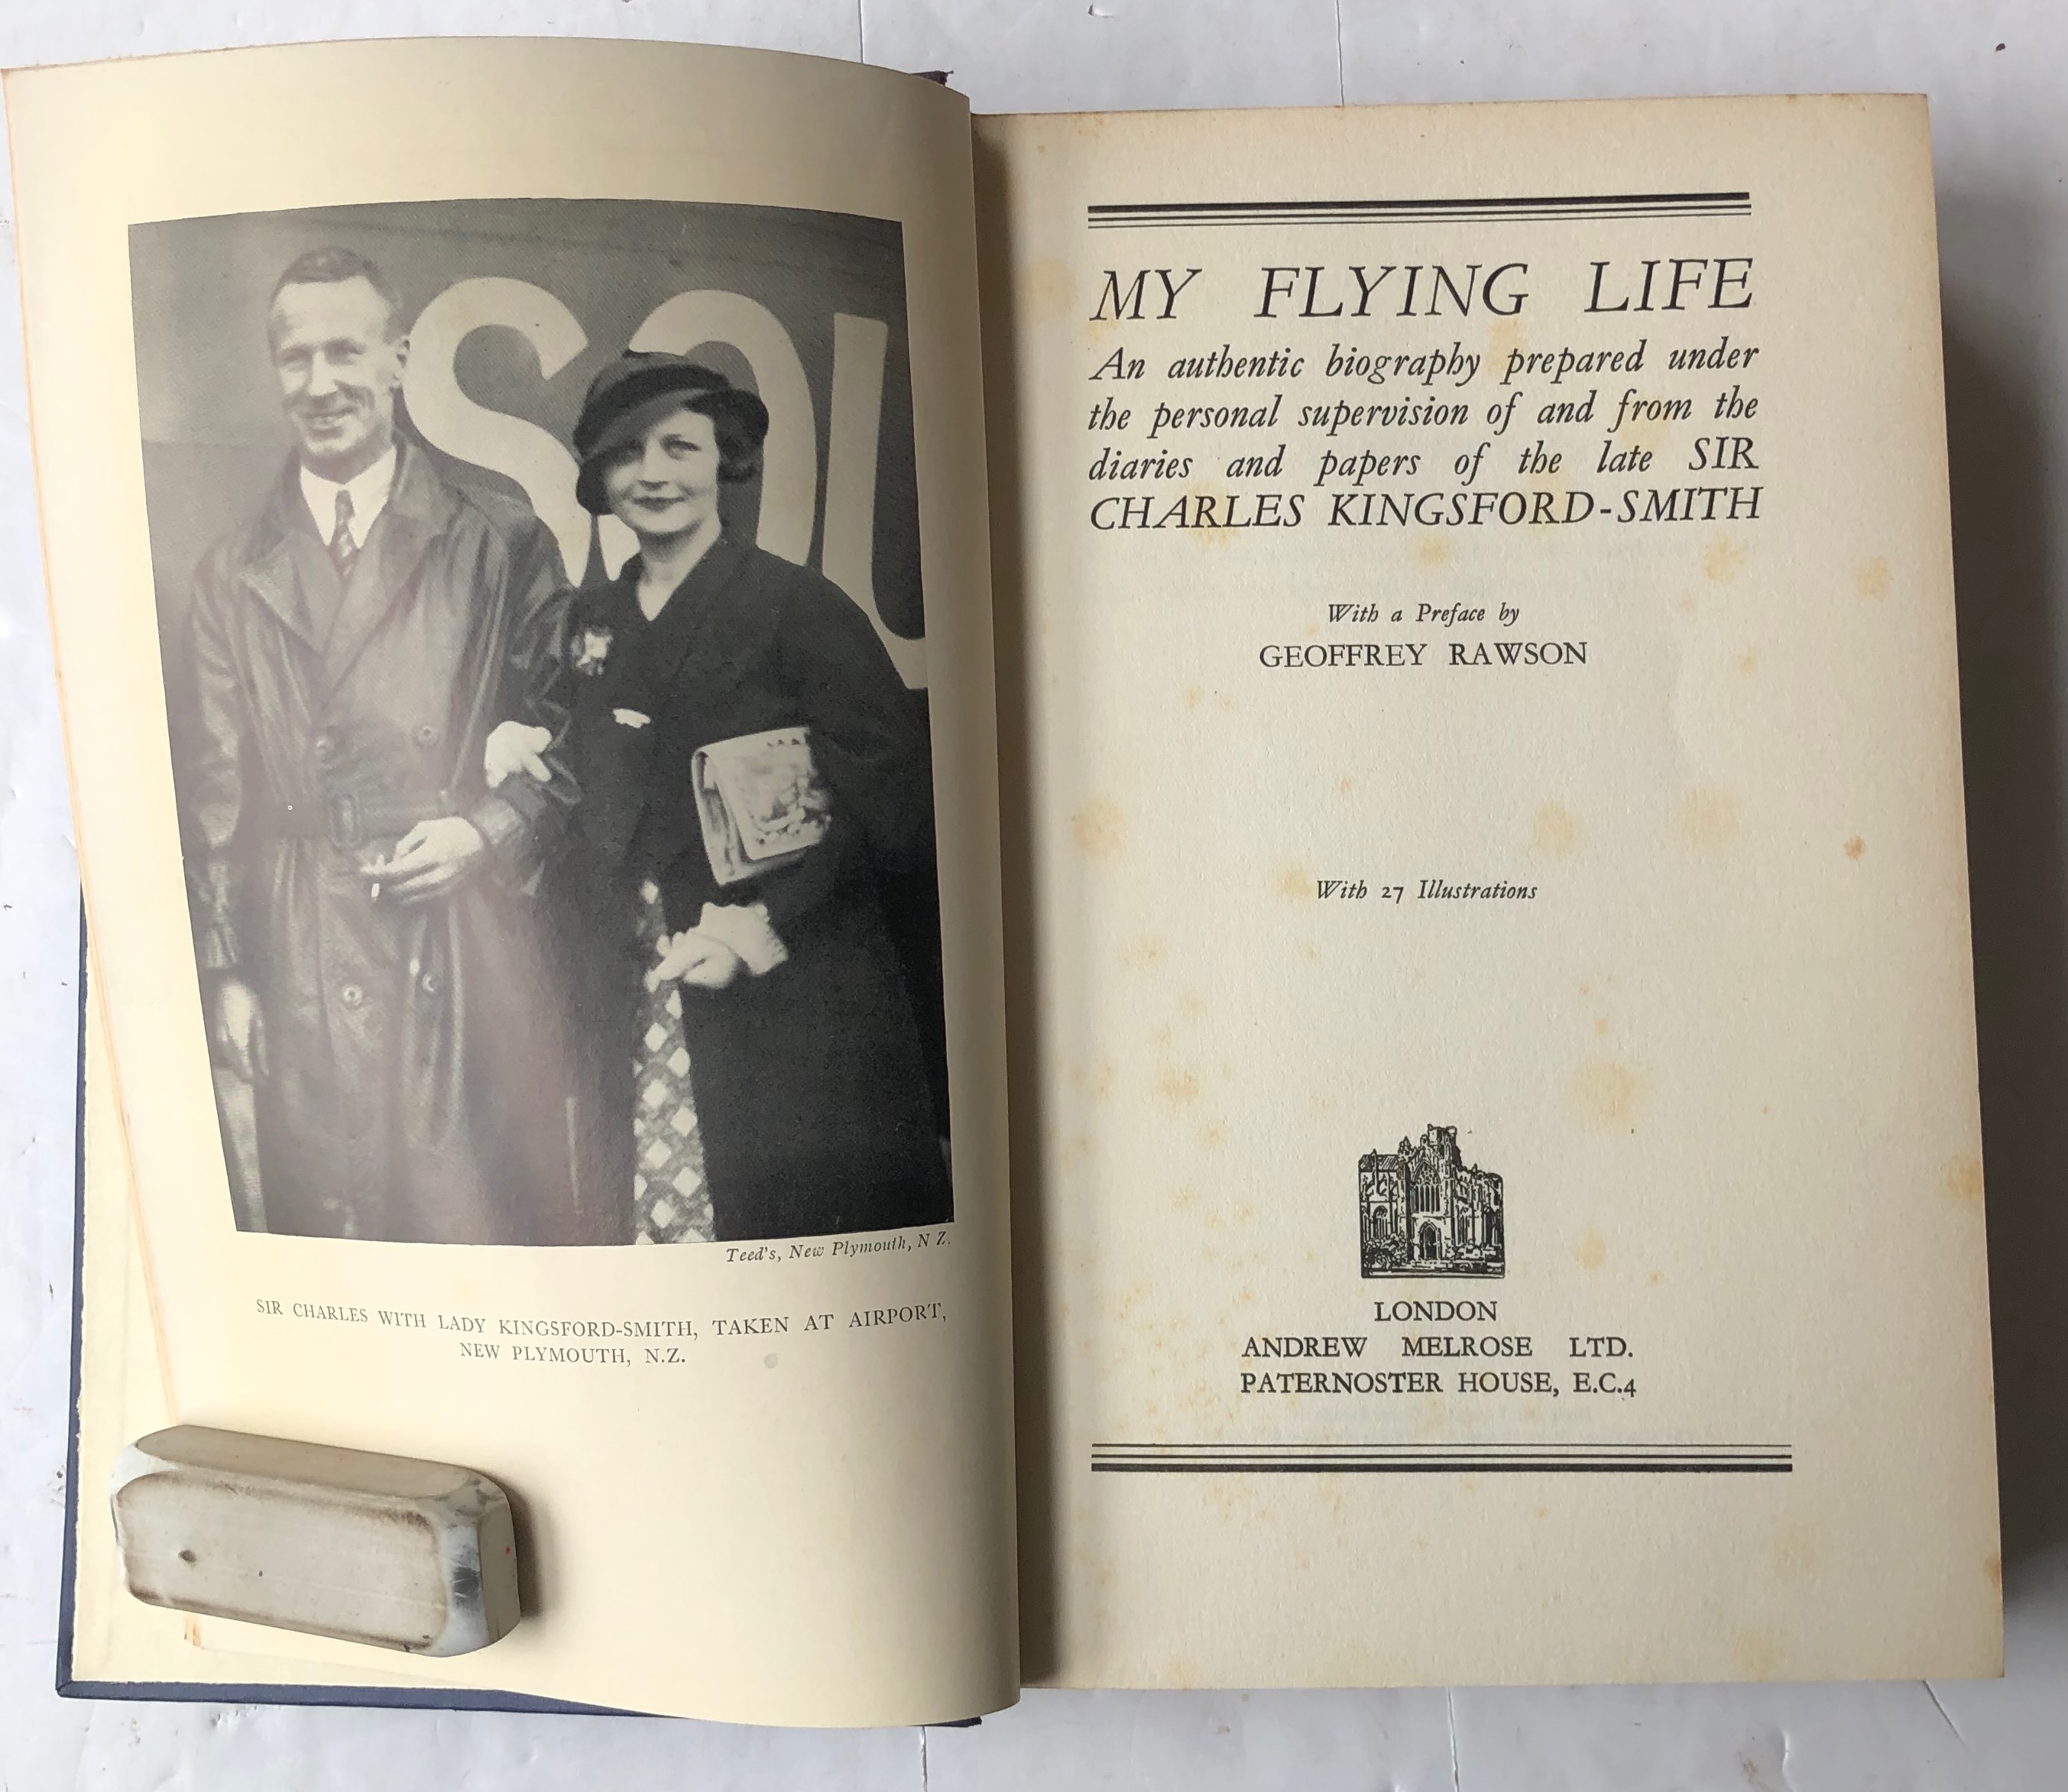 SOU
Teed's, New Plymouth, N Z.
SIR CHARLES WITH LADY KINGSFORD-SMITH, TAKEN AT AIRPORT,
NEW PLYMOUTH, N.Z.
MY FLYING LIFE
An authentic biography prepared under
the personal supervision of and from the
diaries and papers of the late SIR
CHARLES KINGSFORD-SMITH
With a Preface by
GEOFFREY RAWSON
With 27 Illustrations
LONDON
ANDREW MELROSE LTD.
PATERNOSTER HOUSE, E.C.4